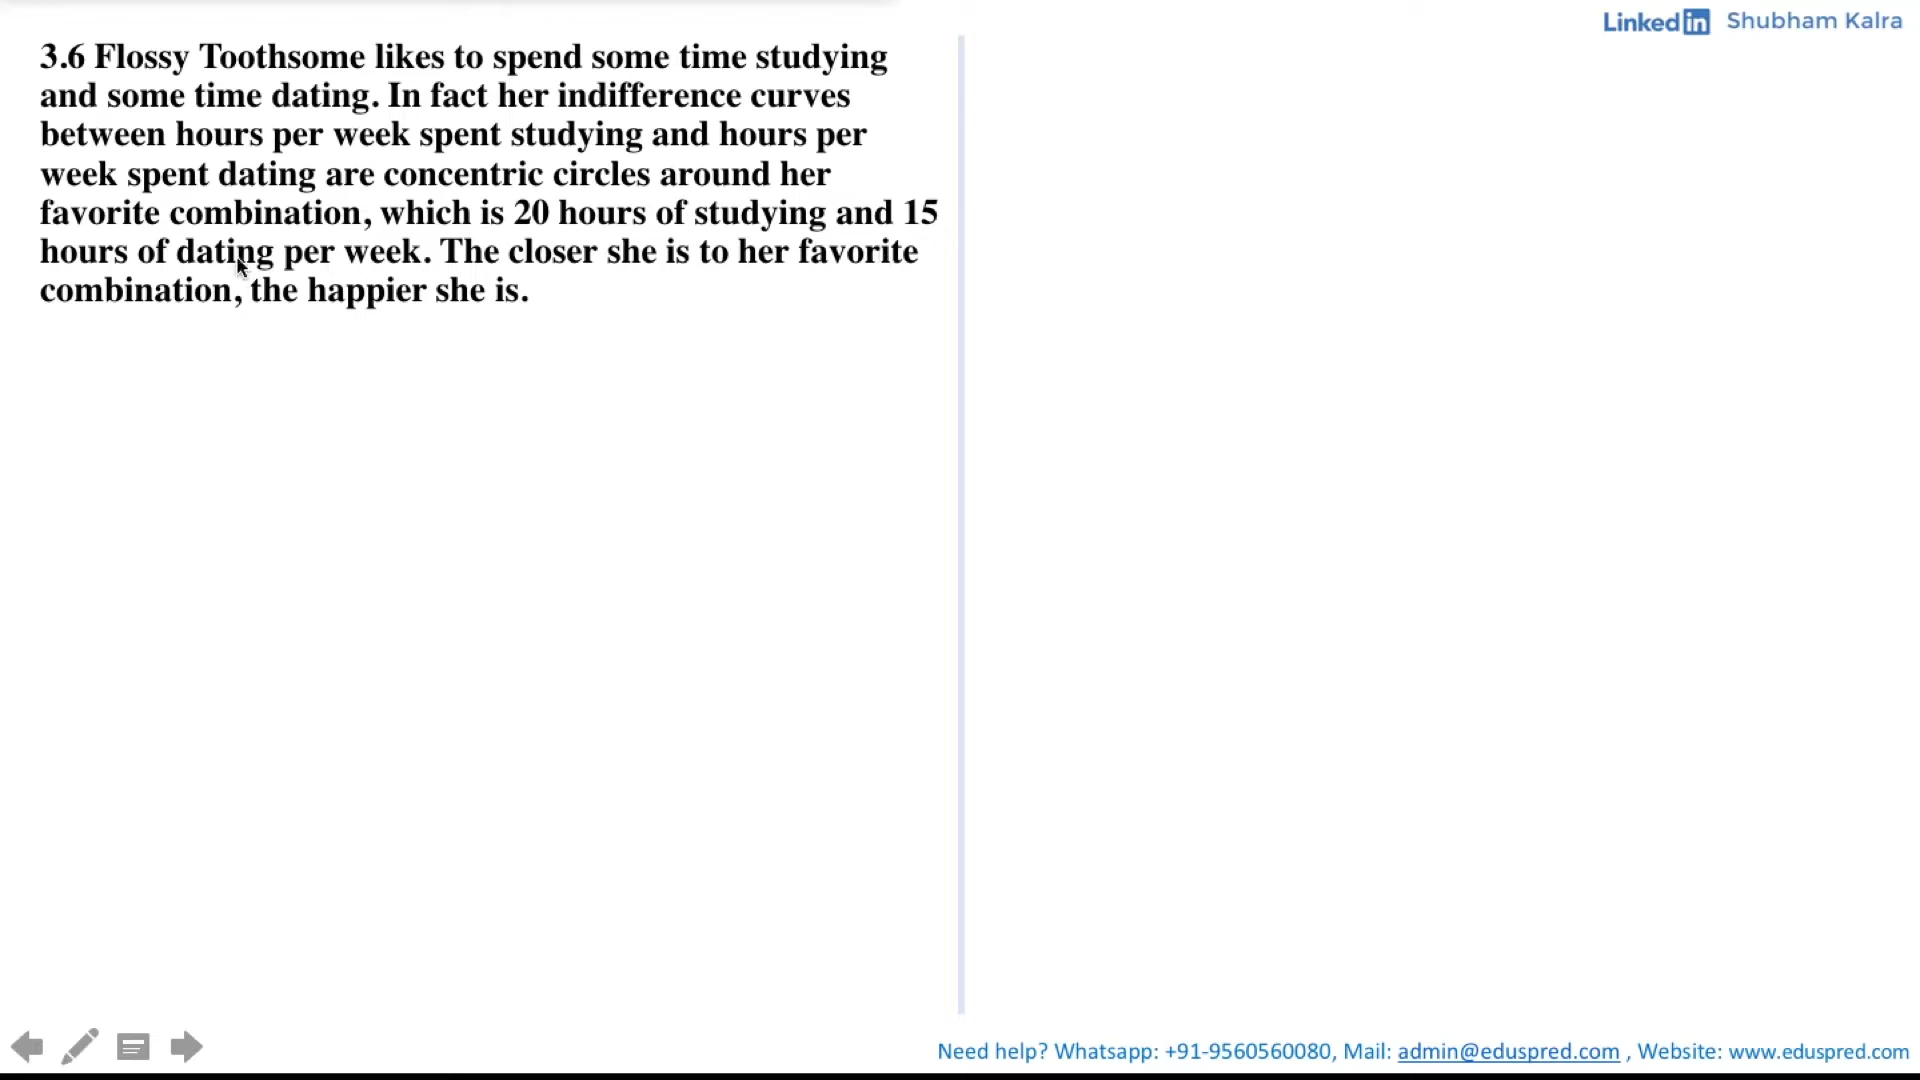 Linked in Shubham Kalra
3.6 Flossy Toothsome likes to spend some time studying
and some time dating. In fact her indifference curves
between hours per week spent studying and hours per
week spent dating are concentric circles around her
favorite combination, which is 20 hours of studying and 15
hours of dating per week. The closer she is to her favorite
combination, the happier she is.
Need help? Whatsapp: +91-9560560080, Mail: admin@eduspred.com , Website: www.eduspred.com